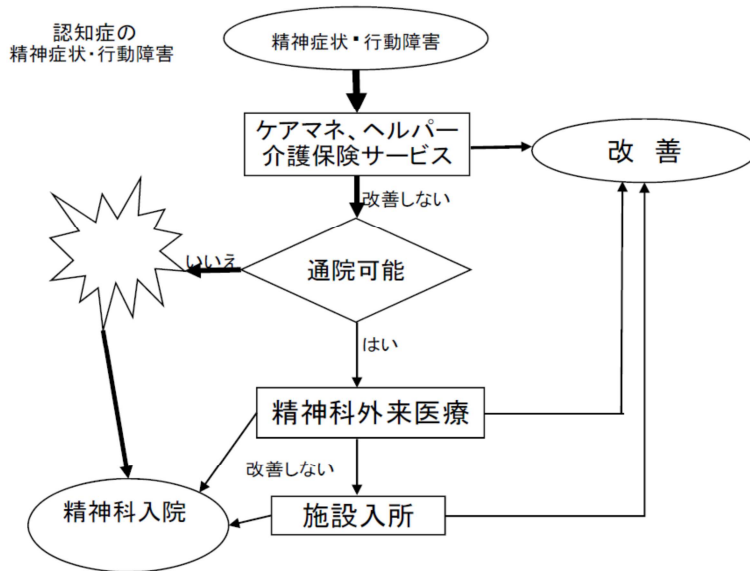 認知症の
精神症状・行動障害
精神症状・行動障害
ケアマネ、ヘルパー
介護保険サービス
改 善
改善しない
いいえ
通院可能
はい
精神科外来医療
改善しない
精神科入院
施設入所